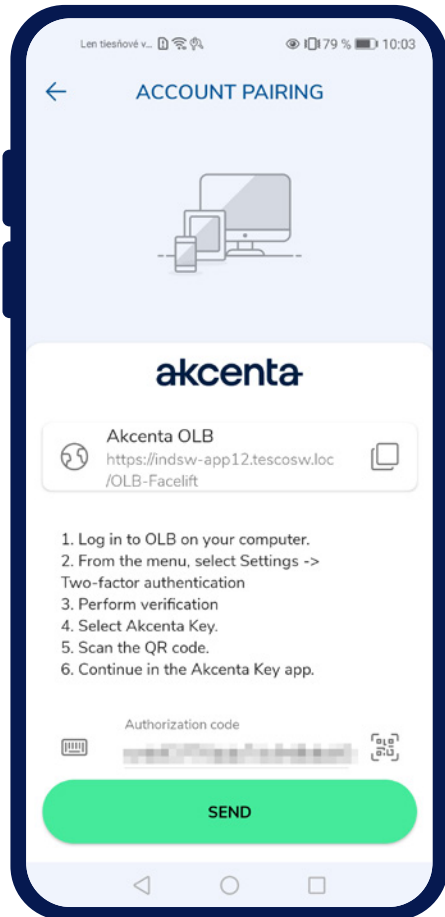 Len tiesňové v... 79 % 10:03
ACCOUNT PAIRING
akcenta
Akcenta OLB
https://indsw-app12.tescosw.loc
/OLB-Facelift
1. Log in to OLB on your computer.
2. From the menu, select Settings ->
Two-factor authentication
3. Perform verification
4. Select Akcenta Key.
5. Scan the QR code.
6. Continue in the Akcenta Key app.
Authorization code
SEND